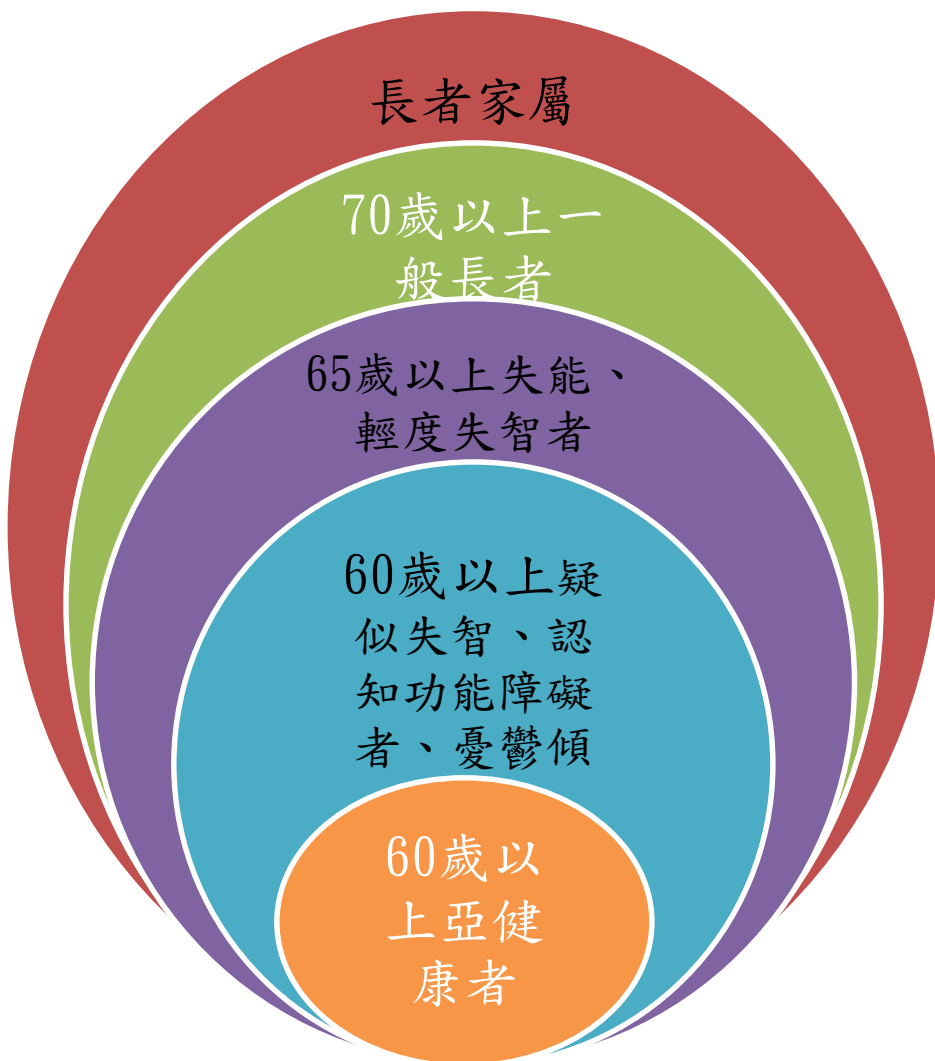 長者家屬
70歲以上一
般長者
65歲以上失能、
輕度失智者
60歲以上疑
似失智、認
知功能障礙
者、憂鬱傾
60歲以
上亞健
康者